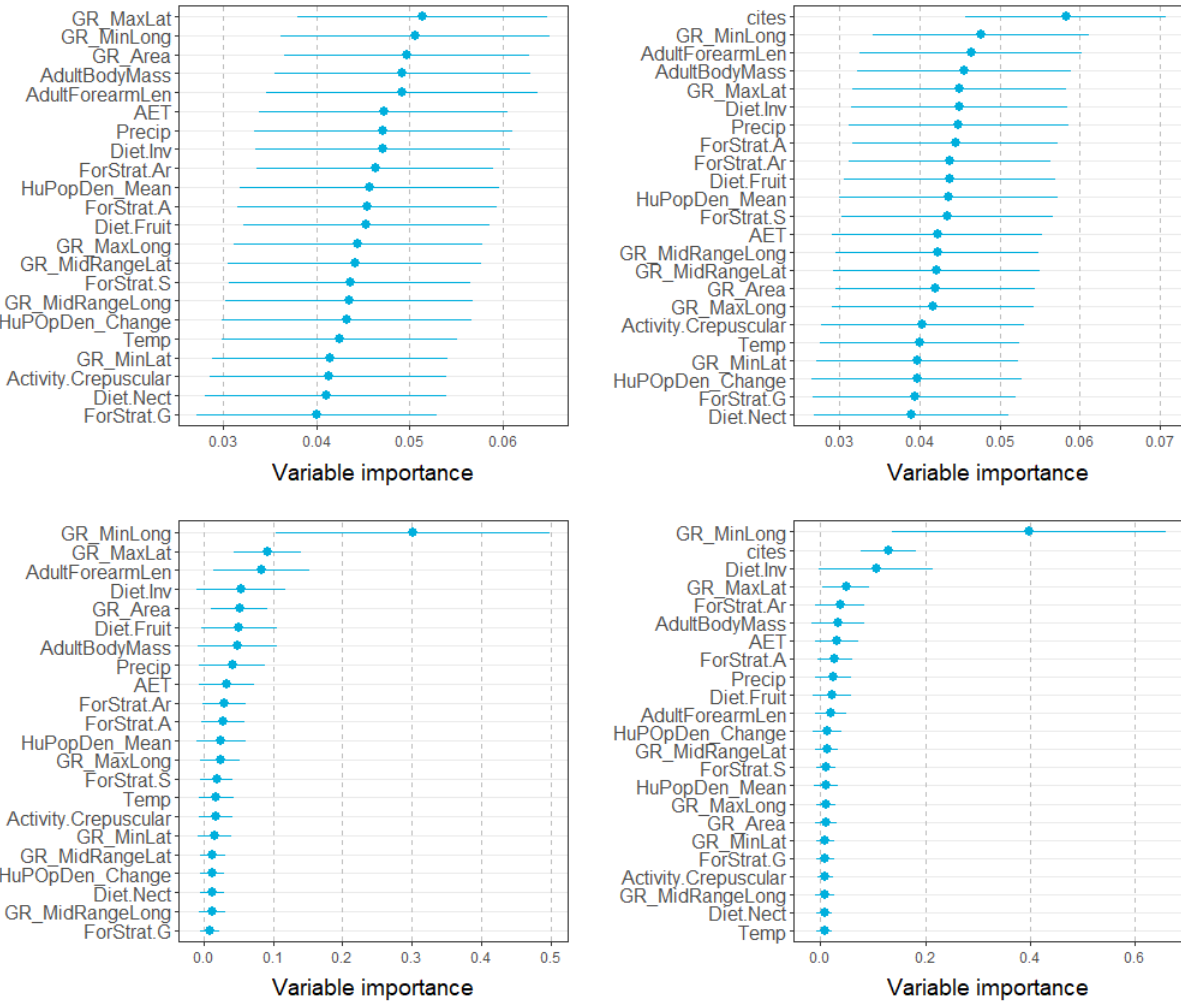 GR_MaxLat
GR_MinLong
GR_Area
AdultBodyMass
AdultForearmLen
AET
Precip
Diet.Inv
ForStrat.Ar
HuPopDen_Mean
ForStrat.A
Diet.Fruit
GR_MaxLong
GR_MidRangeLat
ForStrat.S
GR_MidRangeLong
HuPOpDen_Change
Temp
GR_MinLat
Activity.Crepuscular
Diet.Nect
ForStrat.G
0.03 0.04 0.05 0.06
Variable importance
cites
GR_MinLong
AdultForearmLen
AdultBodyMass
GR_MaxLat
Diet.Inv
Precip
ForStrat.A
ForStrat.Ar
Diet.Fruit
HuPopDen_Mean
ForStrat.S
AET
GR_MidRangeLong
GR_MidRangeLat
GR_Area
GR_MaxLong
Activity.Crepuscular
Temp
GR_MinLat
HuPOpDen_Change
ForStrat.G
Diet.Nect
0.03 0.04 0.05 0.06 0.07
Variable importance
GR_MinLong
GR_MaxLat
AdultForearmLen
Diet.Inv
GR_Area
Diet.Fruit
AdultBodyMass
Precip
AET
ForStrat.Ar
ForStrat.A
HuPopDen_Mean
GR_MaxLong
ForStrat.S
Temp
Activity.Crepuscular
GR_MinLat
GR_MidRangeLat
HuPOpDen_Change
Diet.Nect
GR_MidRangeLong
ForStrat.G
0.0 0.1 0.2 0.3 0.4 0.5
Variable importance
GR_MinLong
cites
Diet.Inv
GR_MaxLat
ForStrat.Ar
AdultBodyMass
AET
ForStrat.A
Precip
Diet.Fruit
AdultForearmLen
HuPOpDen_Change
GR_MidRangeLat
ForStrat.S
HuPopDen_Mean
GR_MaxLong
GR_Area
GR_MinLat
ForStrat.G
Activity.Crepuscular
GR_MidRangeLong
Diet.Nect
Temp
0.0 0.2 0.4 0.6
Variable importance